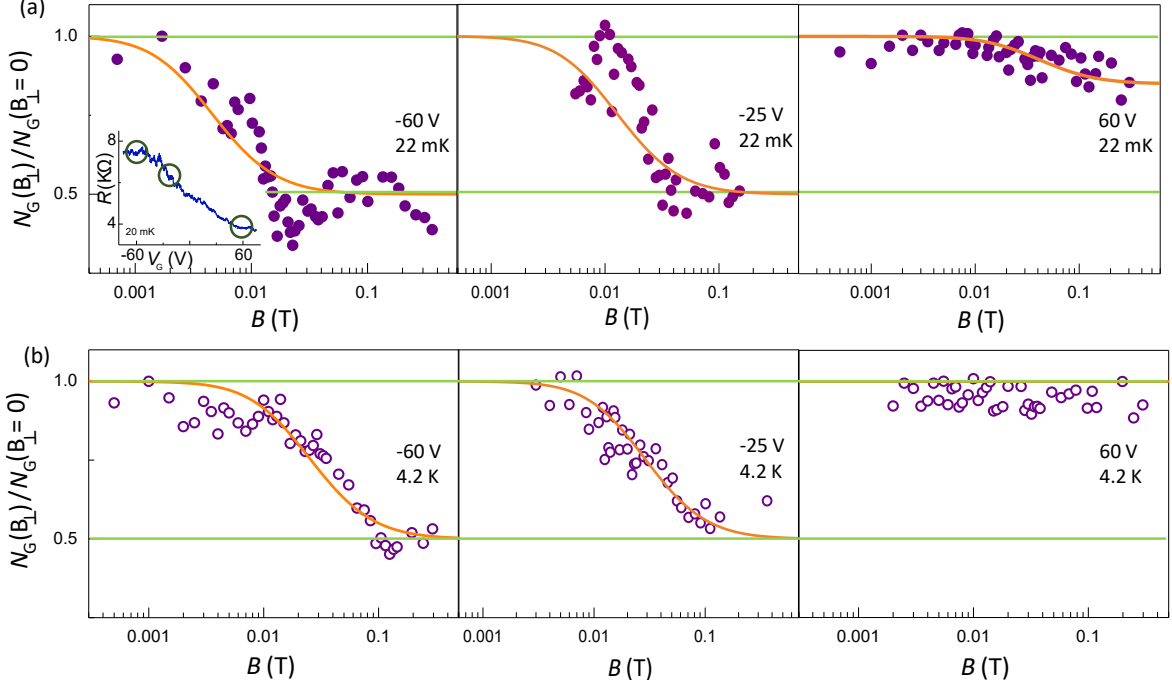 (a)
N_G(B_⊥)/N_G(B_⊥= 0)
1.0
0.5
-60 V
22 mK
8
4
R(KΩ)
20 mK
-60
60
V_G (V)
0.001
0.01
0.1
B (T)
-25 V
22 mK
0.001
0.01
0.1
B (T)
60 V
22 mK
0.001
0.01
0.1
B (T)
(b)
N_G(B_⊥)/N_G(B_⊥= 0)
1.0
0.5
-60 V
4.2 K
0.001
0.01
0.1
B (T)
-25 V
4.2 K
0.001
0.01
0.1
B (T)
60 V
4.2 K
0.001
0.01
0.1
B (T)